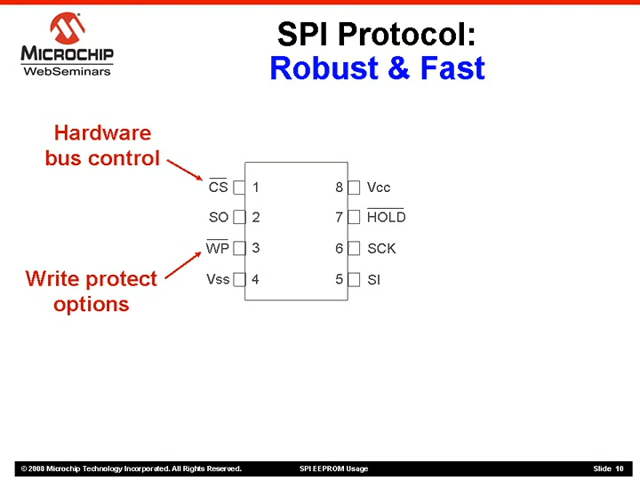 MICROCHIP
WebSeminars
SPI Protocol:
Robust & Fast
Hardware
bus control
CS 1 8 Vcc
SO 2 7 HOLD
WP 3 6 SCK
Vss 4 5 SI
Write protect
options
© 2008 Microchip Technology Incorporated. All Rights Reserved. SPI EEPROM Usage Slide 10